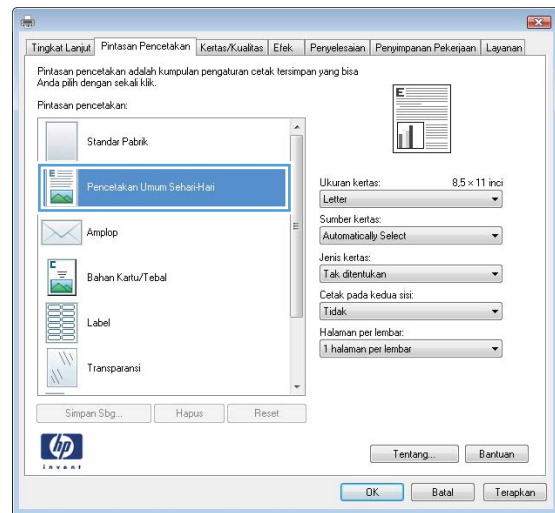 Tingkat Lanjut Pintasan Pencetakan Kertas/Kualitas Efek Penyelesaian Penyimpanan Pekerjaan Layanan
Pintasan pencetakan adalah kumpulan pengaturan cetak tersimpan yang bisa
Anda pilih dengan sekali klik.
Pintasan pencetakan:
Standar Pabrik
Pencetakan Umum Sehari-Hari
Amplop
Bahan Kartu/Tebal
Label
Transparansi
Simpan Sbg... Hapus Reset
E
Ukuran kertas: 8,5 × 11 inci
Letter
Sumber kertas:
Automatically Select
Jenis kertas:
Tak ditentukan
Cetak pada kedua sisi:
Tidak
Halaman per lembar:
1 halaman per lembar
hp
invent
Tentang... Bantuan
OK Batal Terapkan